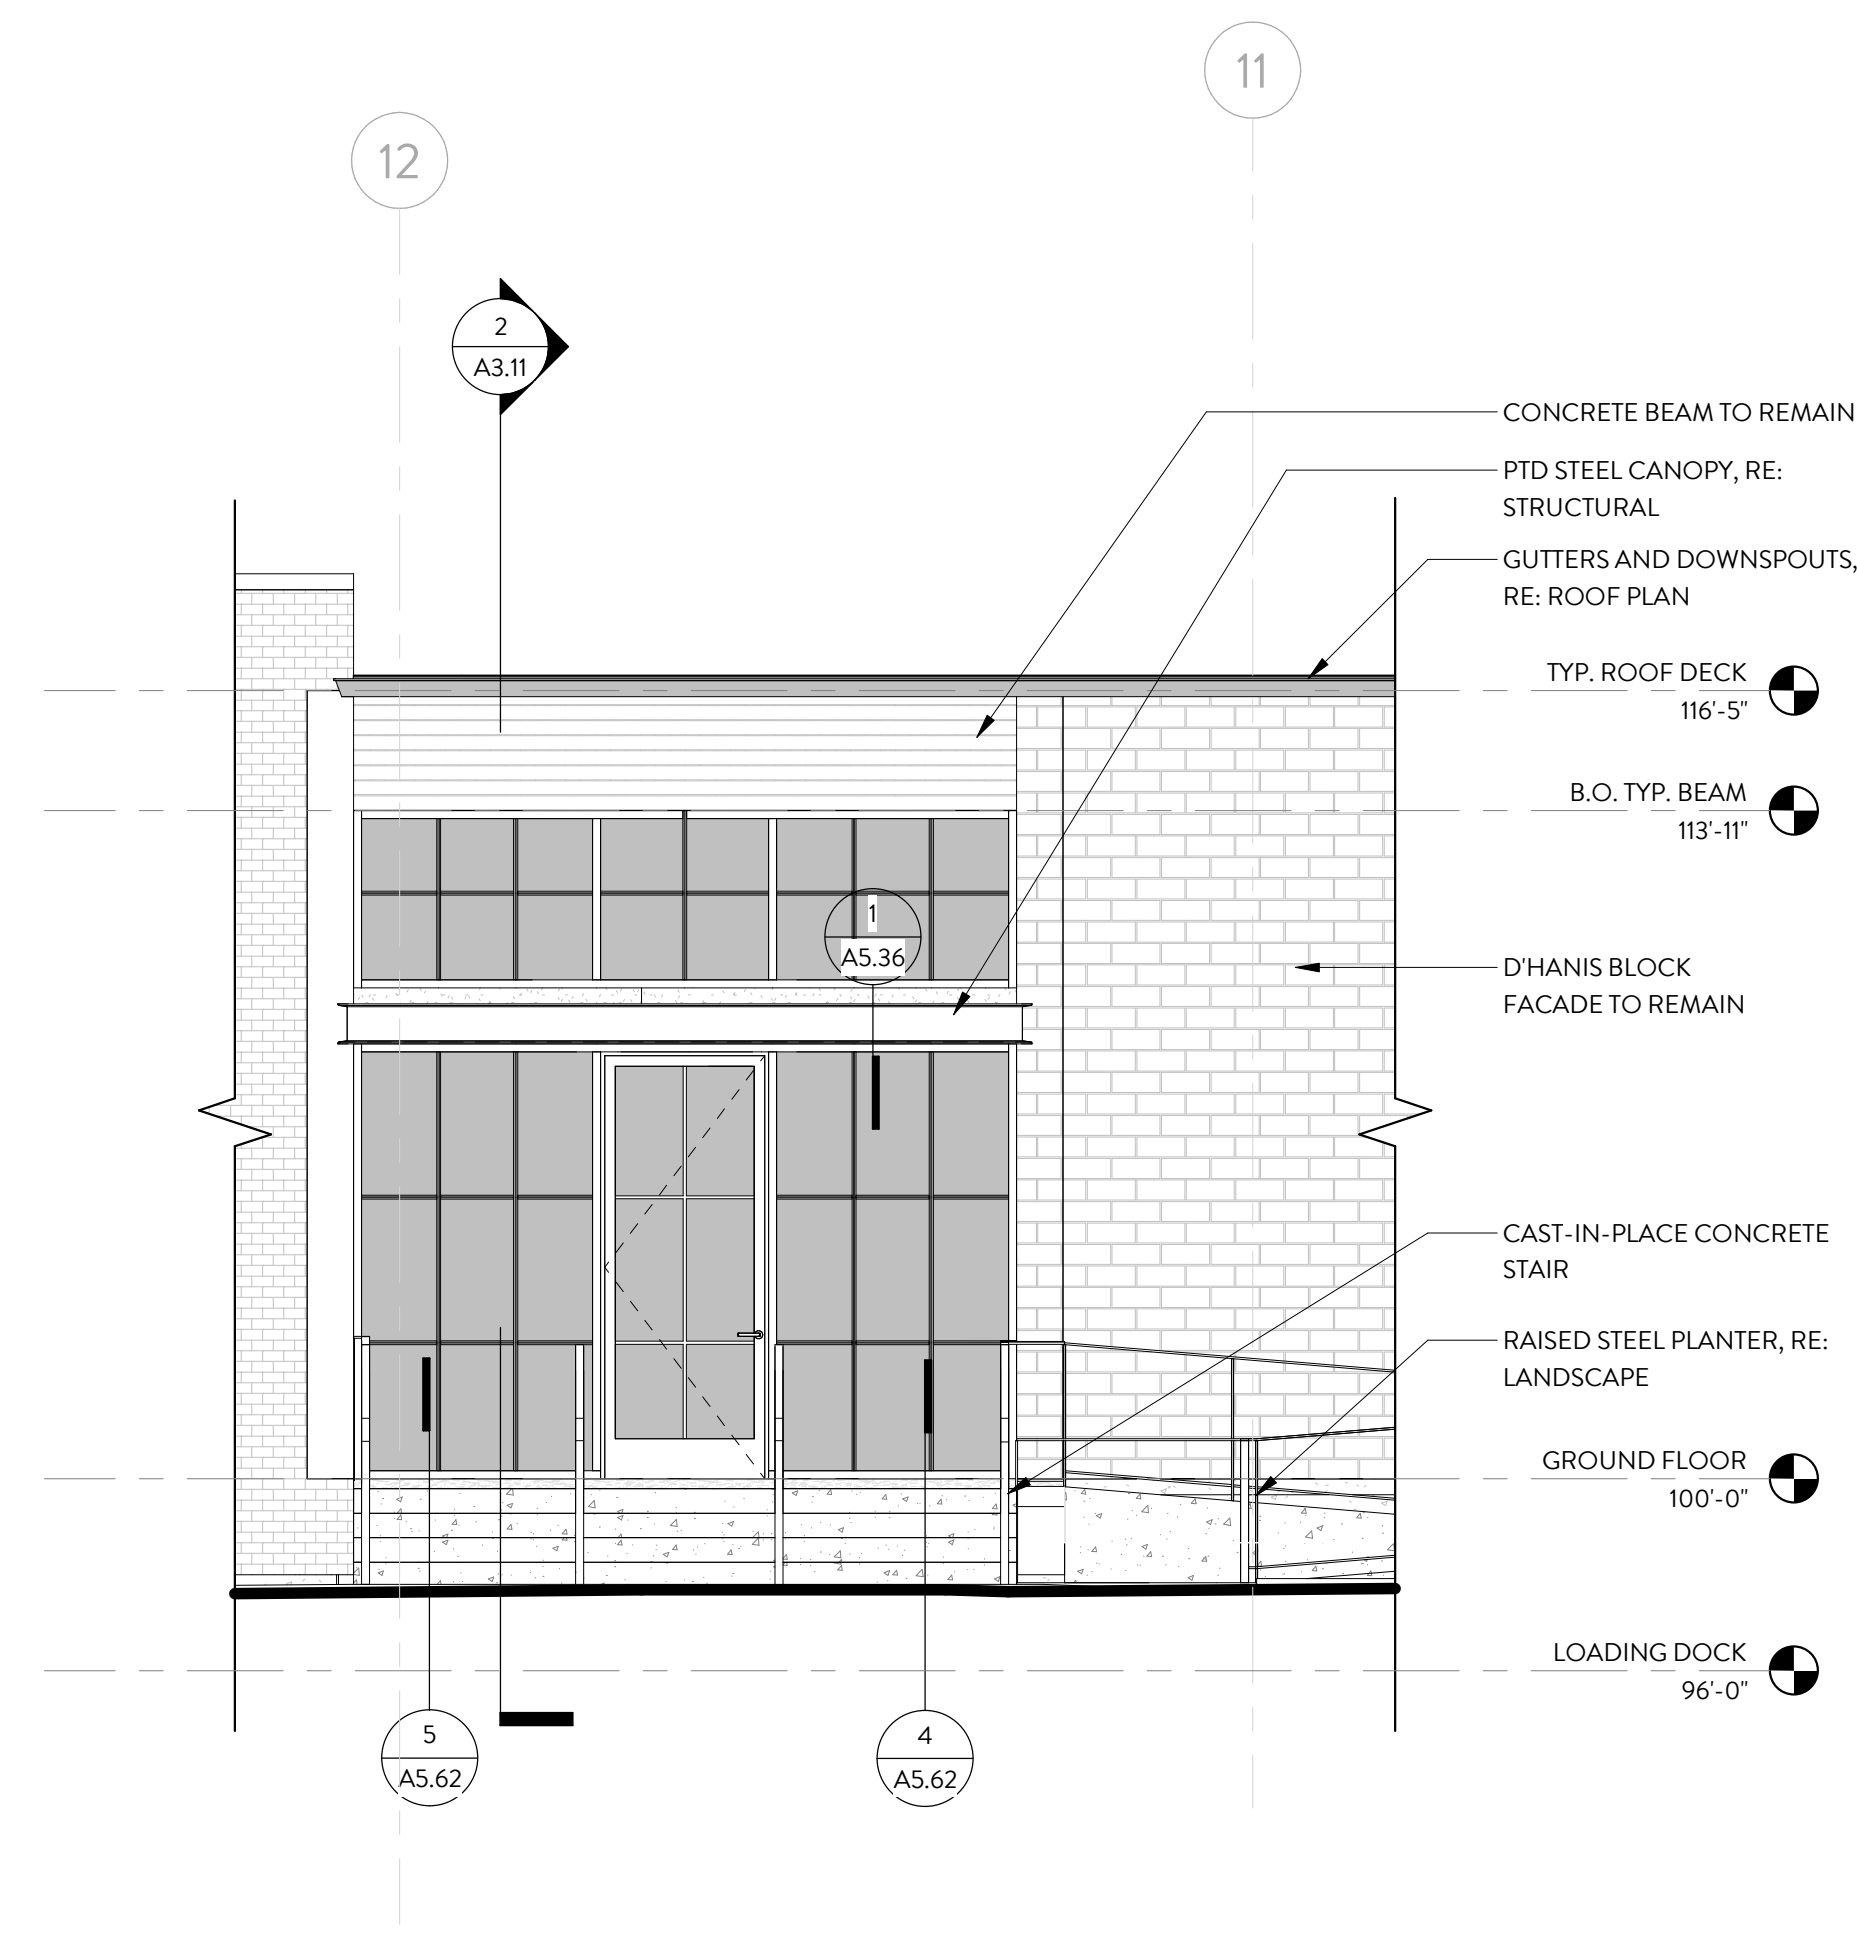 11
12
2
A3.11
CONCRETE BEAM TO REMAIN
PTD STEEL CANOPY, RE:
STRUCTURAL
GUTTERS AND DOWNSPOUTS,
RE: ROOF PLAN
TYP. ROOF DECK
116'-5"
B.O. TYP. BEAM
113'-11"
1
A5.36
D'HANIS BLOCK
FACADE TO REMAIN
CAST-IN-PLACE CONCRETE
STAIR
RAISED STEEL PLANTER, RE:
LANDSCAPE
GROUND FLOOR
100'-0"
LOADING DOCK
96'-0"
5
A5.62
4
A5.62